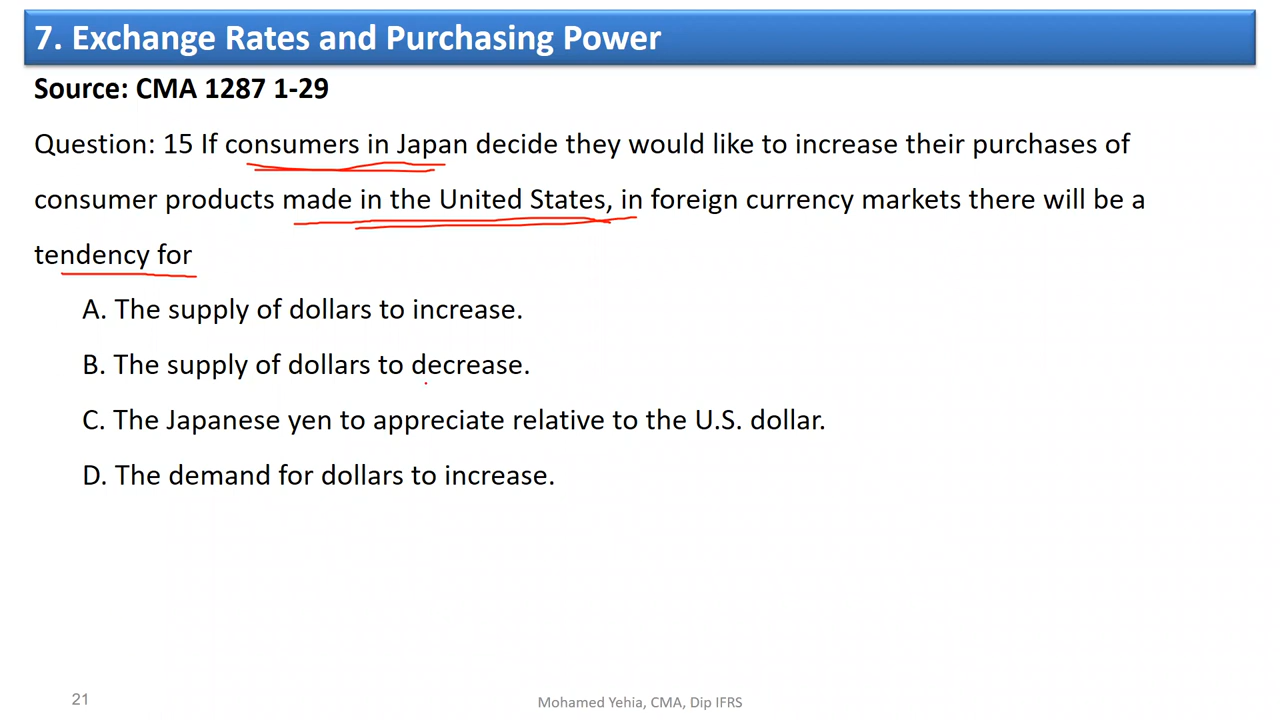 7. Exchange Rates and Purchasing Power
Source: CMA 1287 1-29
Question: 15 If consumers in Japan decide they would like to increase their purchases of
consumer products made in the United States, in foreign currency markets there will be a
tendency for
A. The supply of dollars to increase.
B. The supply of dollars to decrease.
C. The Japanese yen to appreciate relative to the U.S. dollar.
D. The demand for dollars to increase.
21
Mohamed Yehia, CMA, Dip IFRS